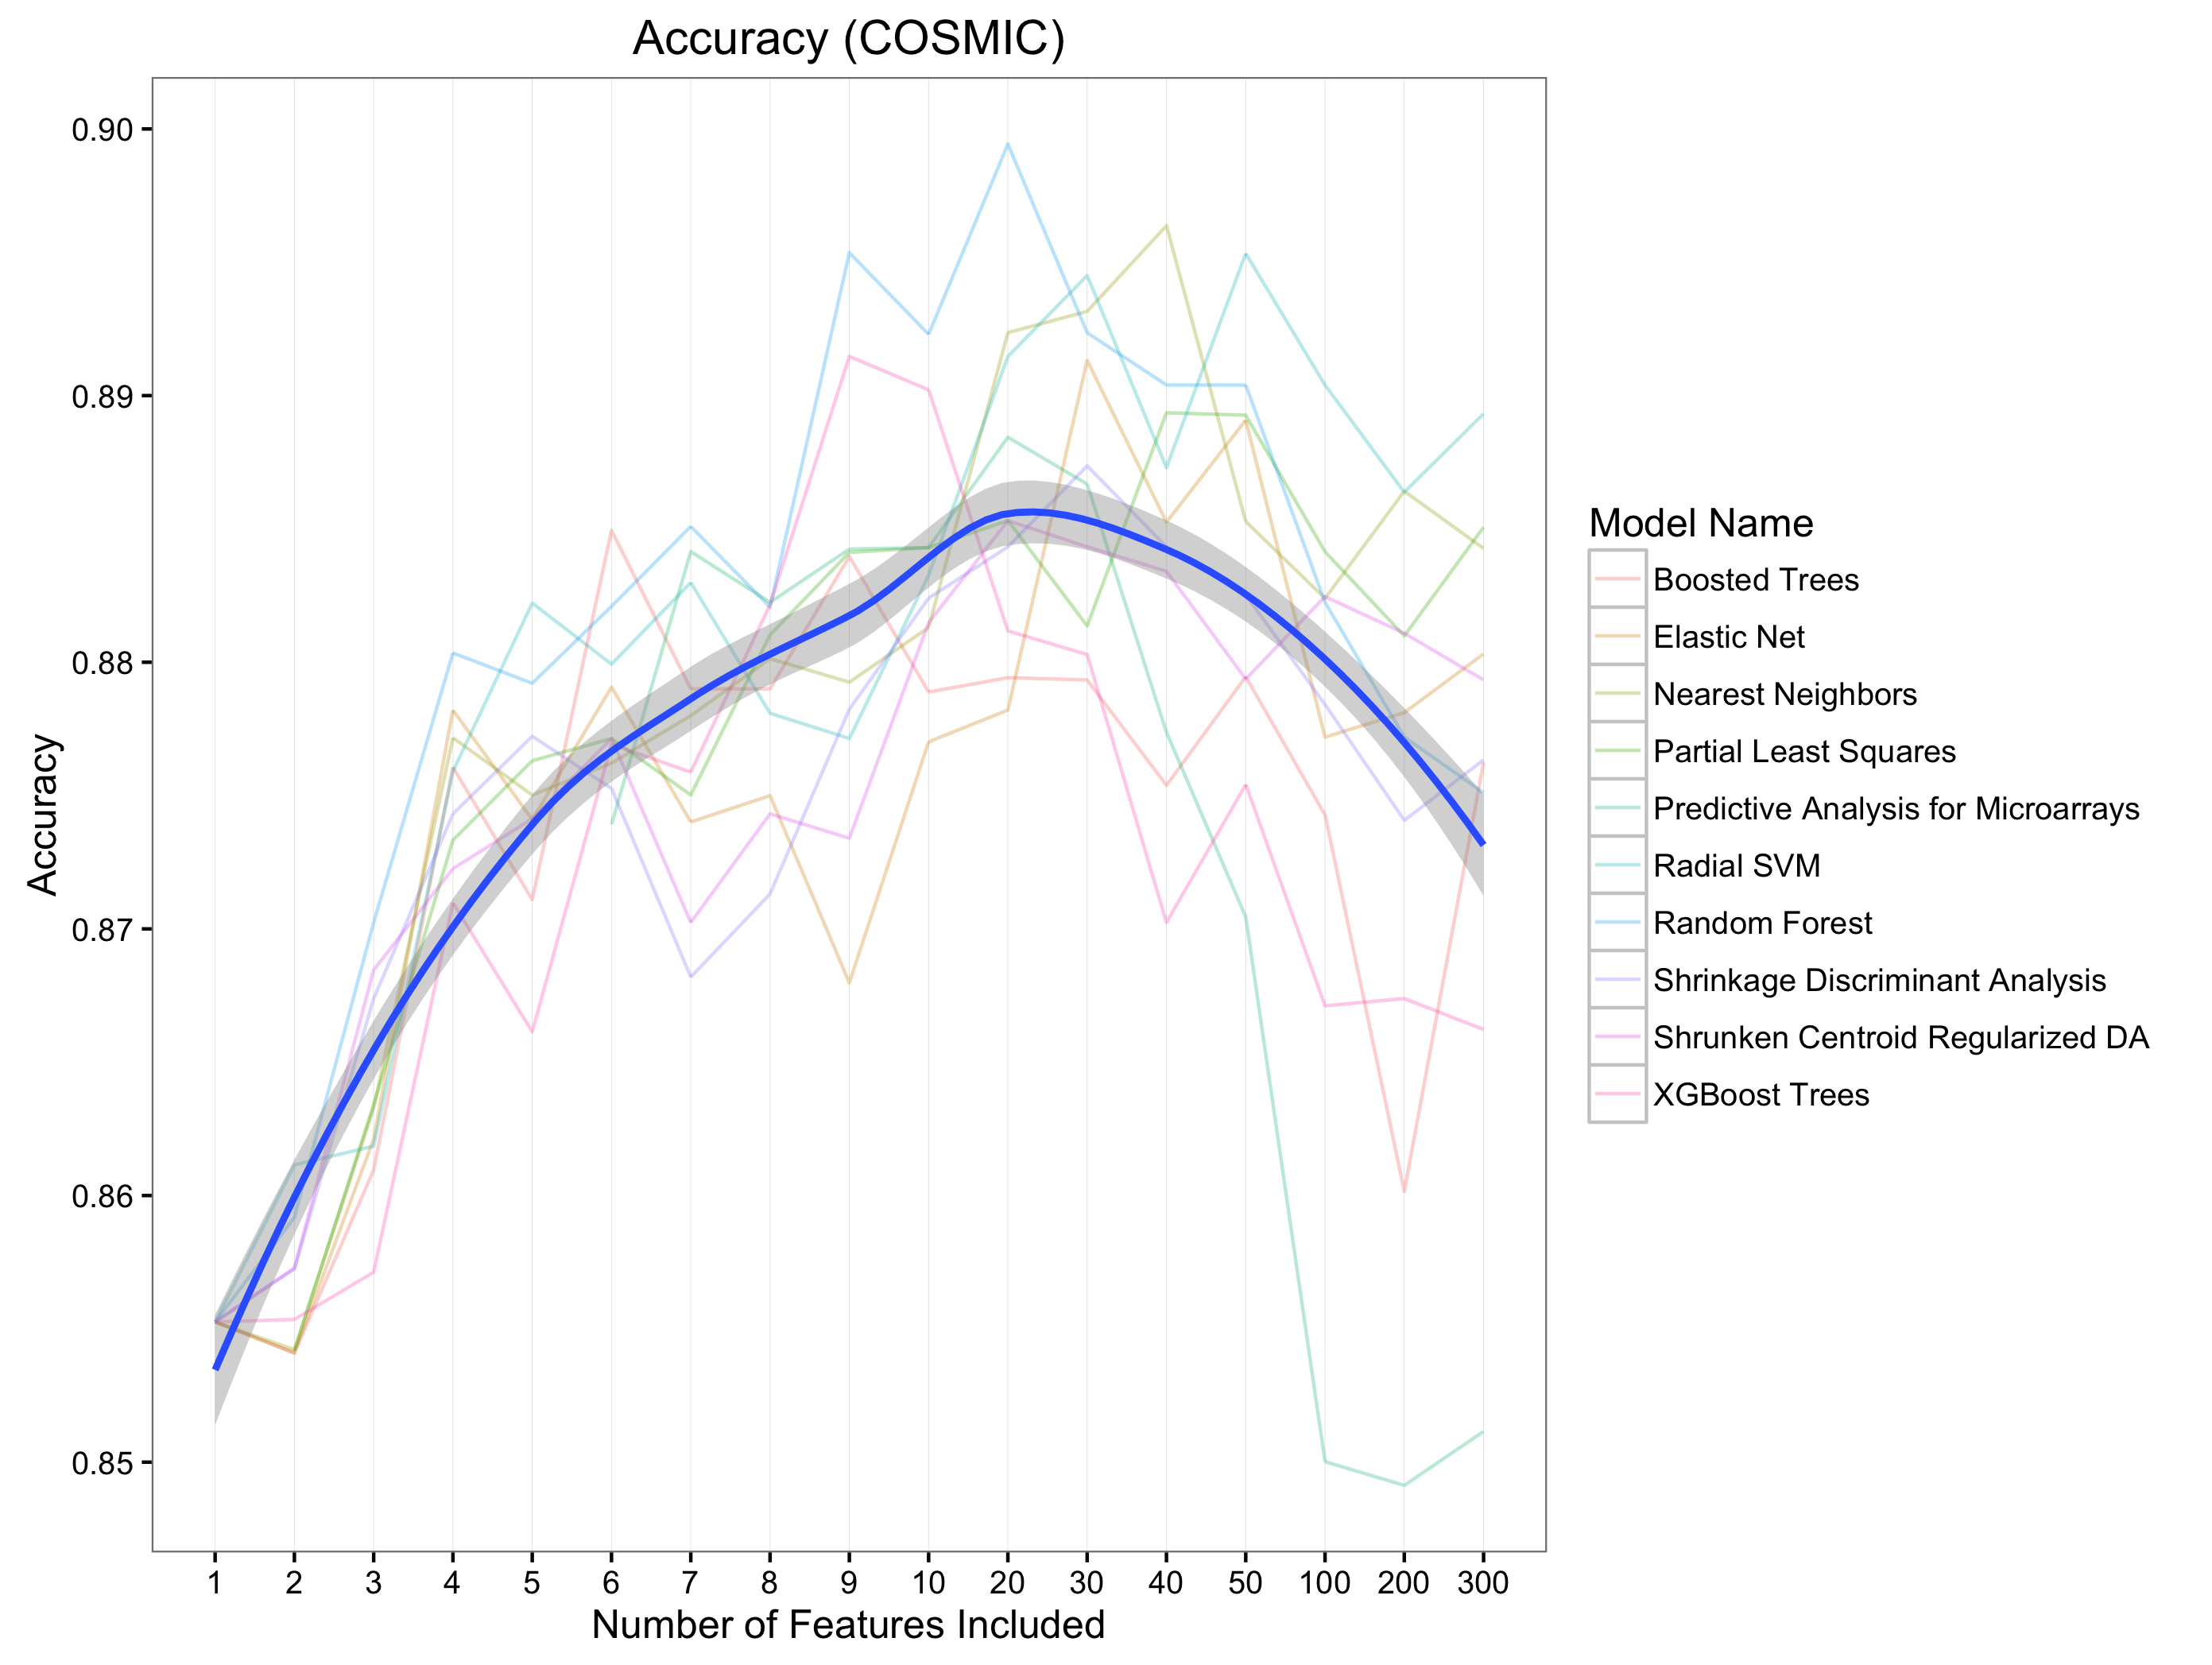 Accuracy (COSMIC)
0.90
0.89
0.88
0.87
0.86
0.85
Accuracy
1 2 3 4 5 6 7 8 9 10 20 30 40 50 100 200 300
Number of Features Included
Model Name
Boosted Trees
Elastic Net
Nearest Neighbors
Partial Least Squares
Predictive Analysis for Microarrays
Radial SVM
Random Forest
Shrinkage Discriminant Analysis
Shrunken Centroid Regularized DA
XGBoost Trees